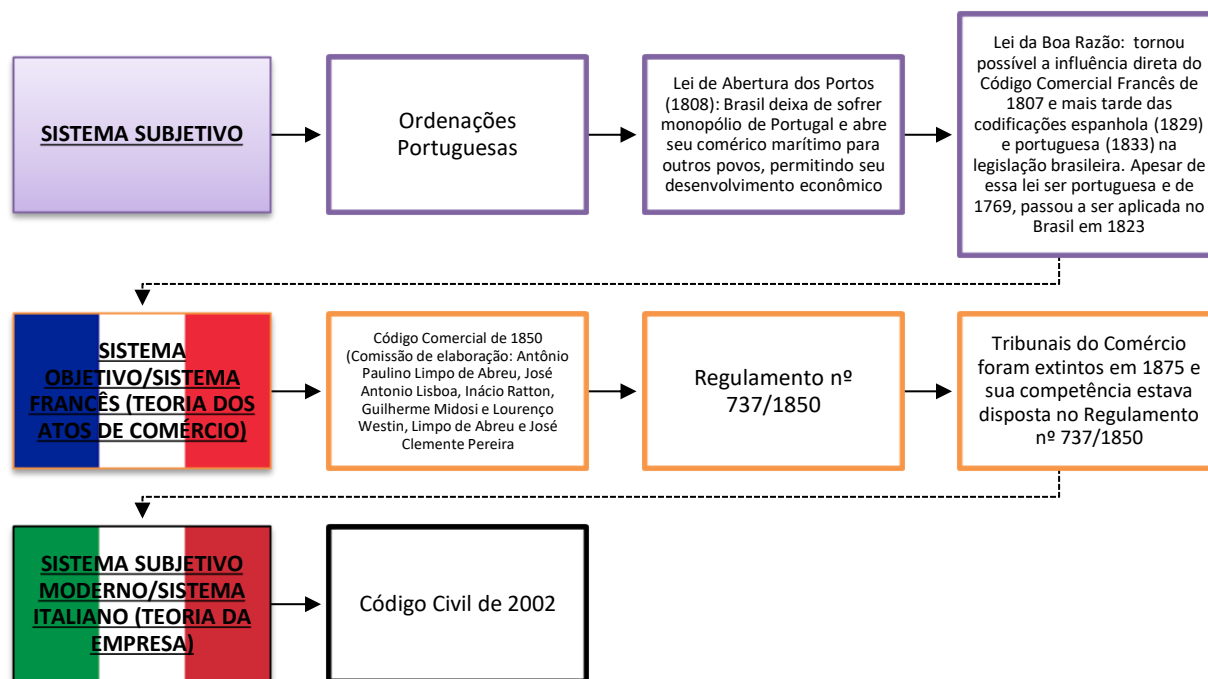 SISTEMA SUBJETIVO
Ordenações
Portuguesas
Lei de Abertura dos Portos
(1808): Brasil deixa de sofrer
monopólio de Portugal e abre
seu comérico marítimo para
outros povos, permitindo seu
desenvolvimento econômico
Lei da Boa Razão: tornou
possível a influência direta do
Código Comercial Francês de
1807 e mais tarde das
codificações espanhola (1829)
e portuguesa (1833) na
legislação brasileira. Apesar de
essa lei ser portuguesa e de
1769, passou a ser aplicada no
Brasil em 1823
SISTEMA
OBJETIVO/SISTEMA
FRANCÊS (TEORIA DOS
ATOS DE COMÉRCIO)
Código Comercial de 1850
(Comissão de elaboração: Antônio
Paulino Limpo de Abreu, José
Antonio Lisboa, Inácio Ratton,
Guilherme Midosi e Lourenço
Westin, Limpo de Abreu e José
Clemente Pereira
Regulamento nº
737/1850
Tribunais do Comércio
foram extintos em 1875 e
sua competência estava
disposta no Regulamento
nº 737/1850
SISTEMA SUBJETIVO
MODERNO/SISTEMA
ITALIANO (TEORIA DA
EMPRESA)
Código Civil de 2002